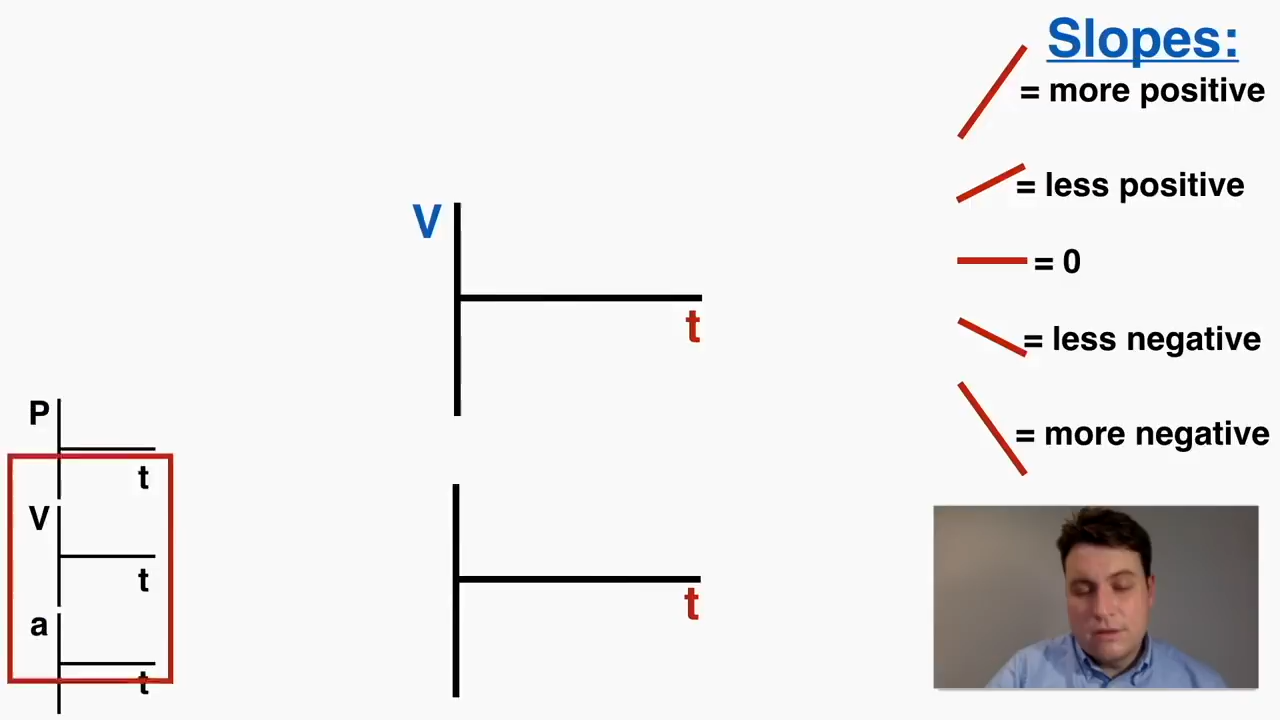 Slopes:
= more positive
= less positive
= 0
= less negative
= more negative
V
t
t
P
t
V
t
a
t